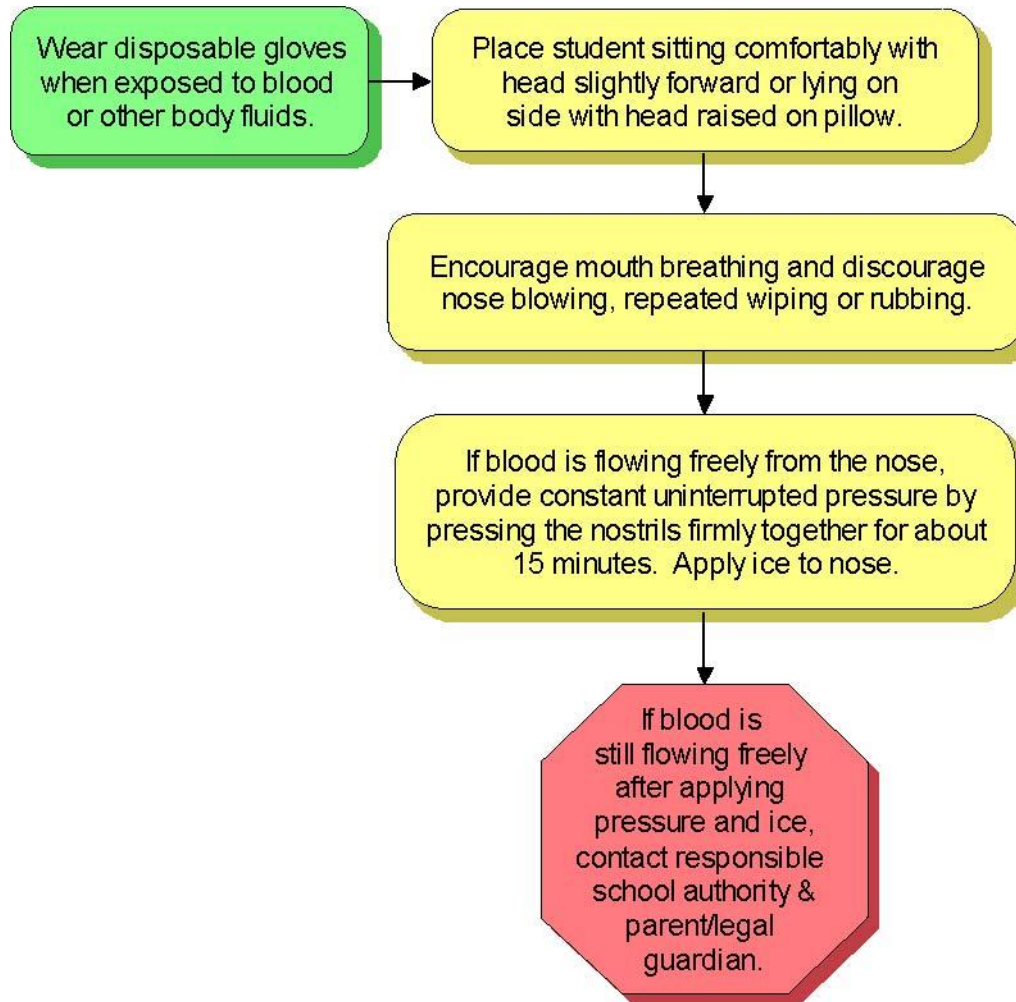 Wear disposable gloves
when exposed to blood
or other body fluids.
Place student sitting comfortably with
head slightly forward or lying on
side with head raised on pillow.
Encourage mouth breathing and discourage
nose blowing, repeated wiping or rubbing.
If blood is flowing freely from the nose,
provide constant uninterrupted pressure by
pressing the nostrils firmly together for about
15 minutes.  Apply ice to nose.
If blood is
still flowing freely
after applying
pressure and ice,
contact responsible
school authority &
parent/legal
guardian.